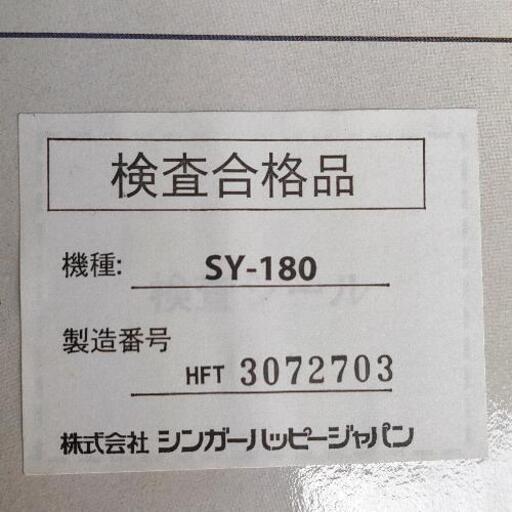 検査合格品
機種: SY-180
製造番号
HFT 3072703
株式会社 シンガーハッピージャパン